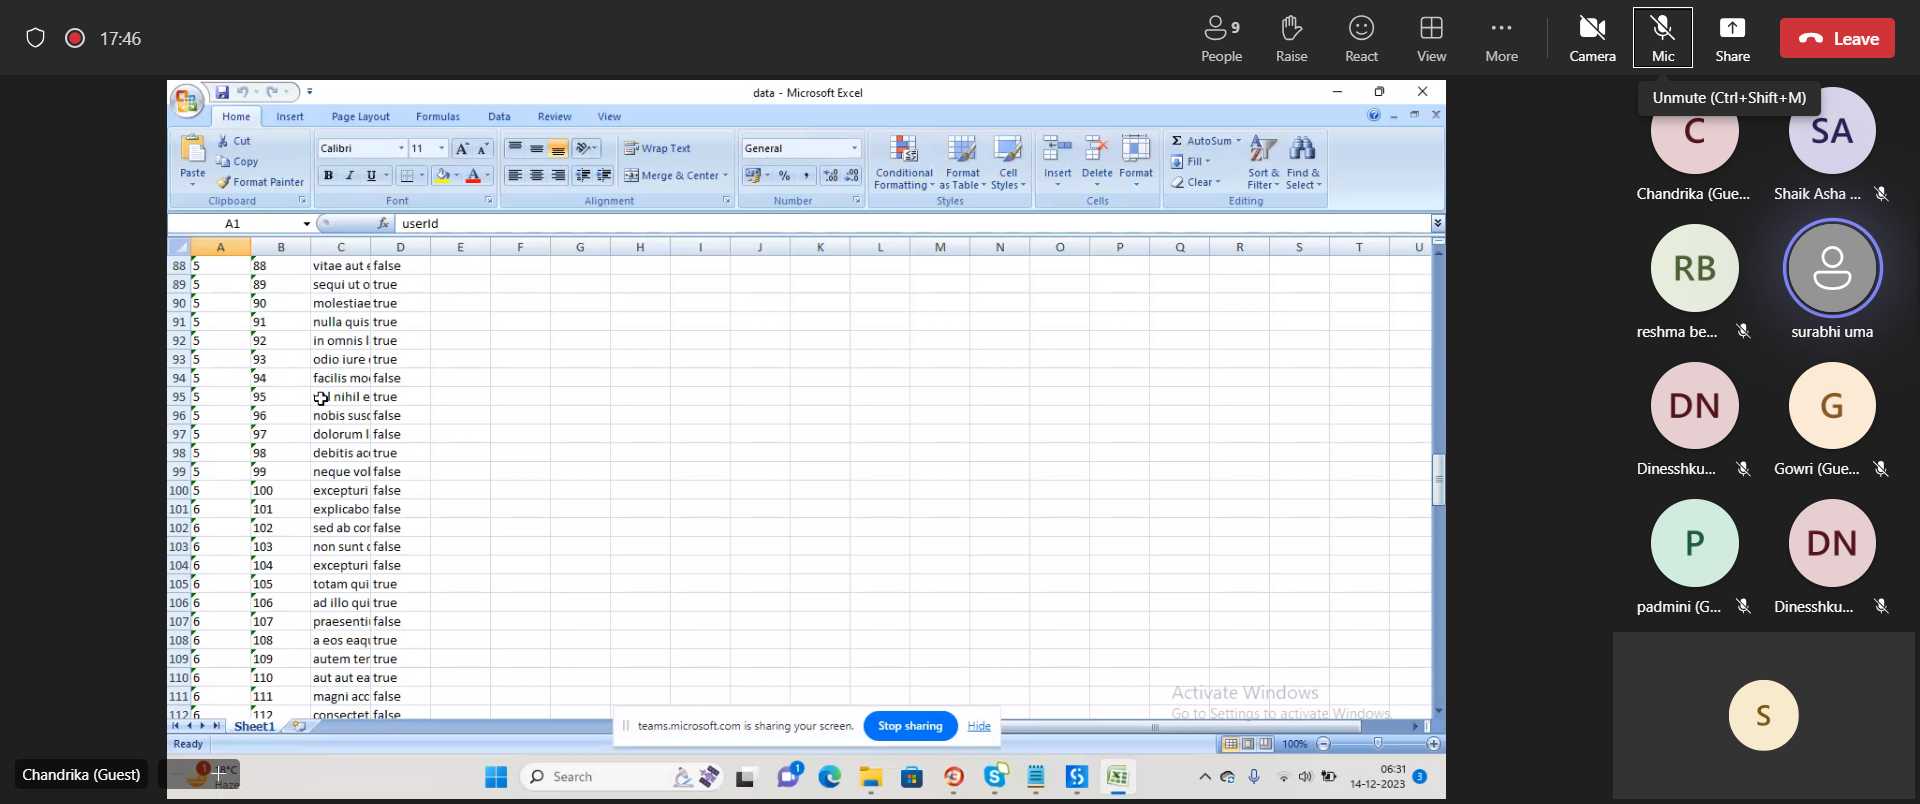 17:46
9
People
Raise
React
View
More
Camera
Mic
Share
Leave
Unmute (Ctrl+Shift+M)
data - Microsoft Excel
Home Insert Page Layout Formulas Data Review View
Paste
Cut
Copy
Format Painter
Clipboard
Calibri 11
B I U
Font
Wrap Text
Merge & Center
Alignment
General
Number
Conditional Formatting
Format as Table
Cell Styles
Styles
Insert Delete Format
Cells
AutoSum
Fill
Clear
Sort & Filter
Find & Select
Editing
A1 fx userId
A B C D E F G H I J K L M N O P Q R S T U
88 5 88 vitae aut false
89 5 89 sequi ut o true
90 5 90 molestiae true
91 5 91 nulla quis true
92 5 92 in omnis l true
93 5 93 odio iure true
94 5 94 facilis mo false
95 5 95 nihil e true
96 5 96 nobis susc false
97 5 97 dolorum l false
98 5 98 debitis ac true
99 5 99 neque vol false
100 5 100 excepturi false
101 6 101 explicabo false
102 6 102 sed ab cor false
103 6 103 non sunt false
104 6 104 excepturi false
105 6 105 totam qui true
106 6 106 ad illo qui true
107 6 107 praesenti false
108 6 108 a eos eaq true
109 6 109 autem ter true
110 6 110 aut aut ea true
111 6 111 magni acc false
112 6 112 consectet false
Sheet1
Activate Windows
Go to Settings to activate Windows.
teams.microsoft.com is sharing your screen. Stop sharing Hide
Ready
100%
Search
1
06:31
14-12-2023
3
1
18°C
Haze
Chandrika (Guest)
C
Chandrika (Gue...
SA
Shaik Asha ...
RB
reshma be...
surabhi uma
DN
Dinesshku...
G
Gowri (Gue...
P
padmini (G...
DN
Dinesshku...
S